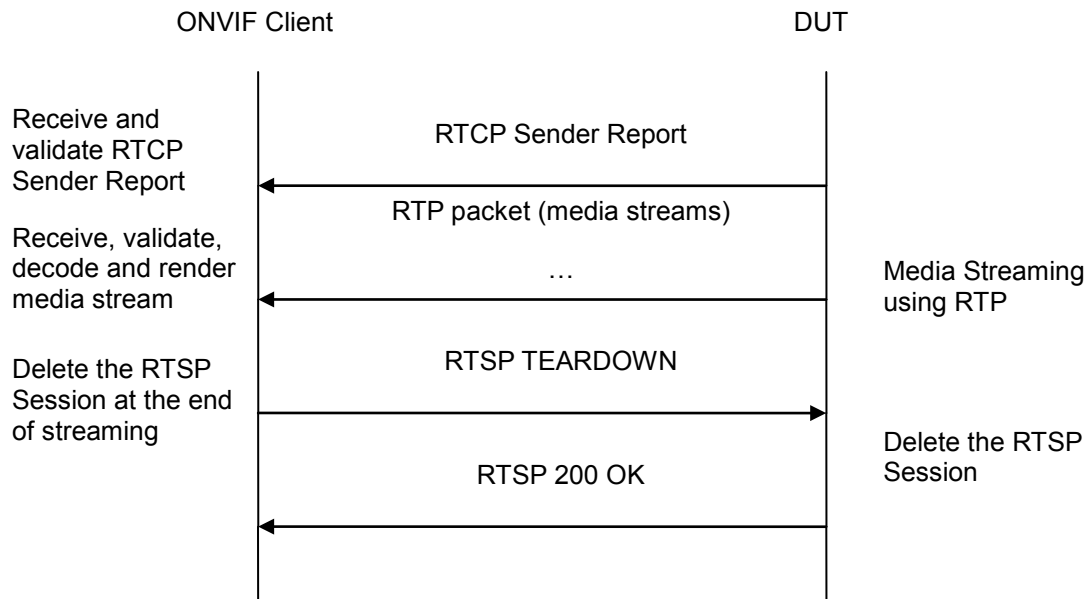 ONVIF Client
DUT
Receive and
validate RTCP
Sender Report
RTCP Sender Report
RTP packet (media streams)
Receive, validate,
decode and render
media stream
…
Media Streaming
using RTP
RTSP TEARDOWN
Delete the RTSP
Session at the end
of streaming
Delete the RTSP
Session
RTSP 200 OK